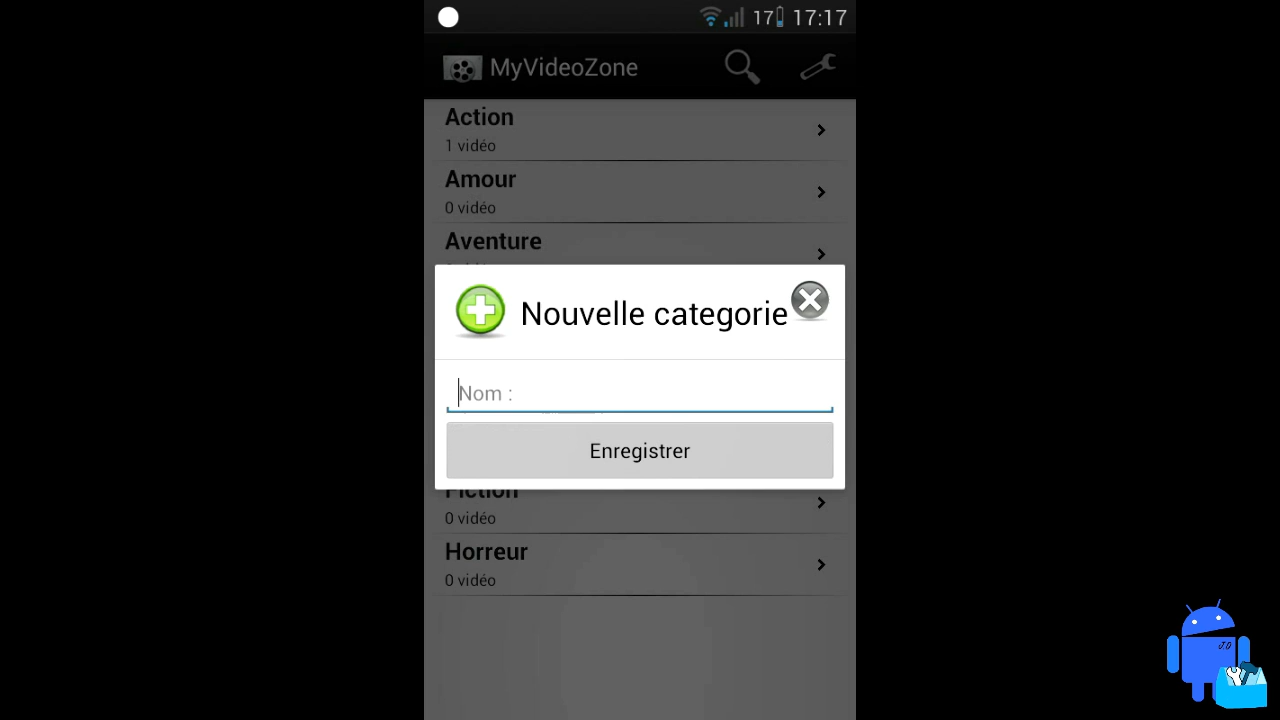 17 17:17
MyVideoZone
Action
1 vidéo
Amour
0 vidéo
Aventure
Nouvelle categorie
Nom :
Enregistrer
Fiction
0 vidéo
Horreur
0 vidéo
J.O